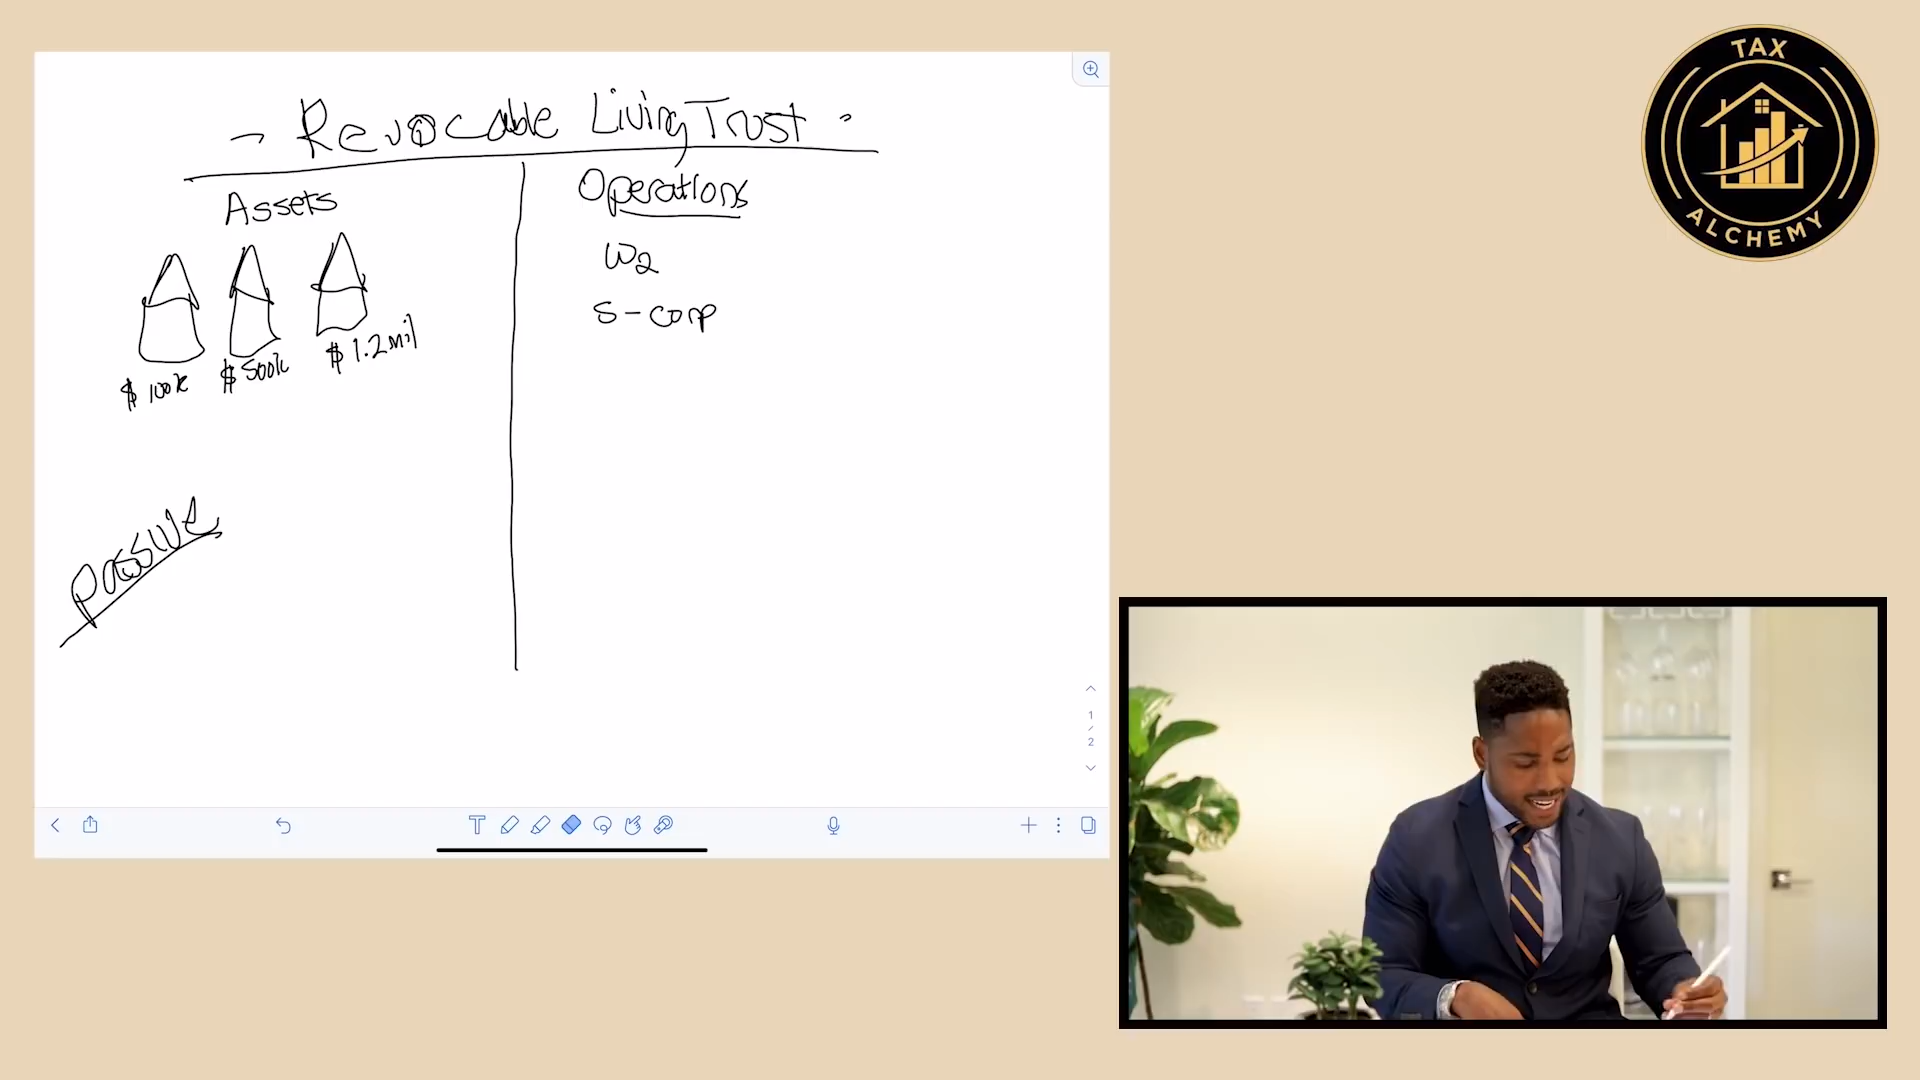 - Revocable Living Trust -
Assets
Operations
W2
S-corp
$100k
$500k
$1.2mil
passive
1
/
2
TAX
ALCHEMY